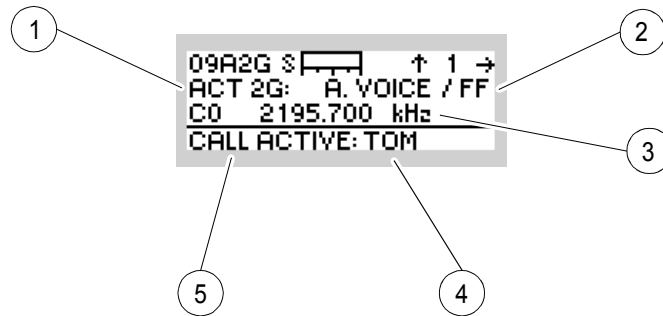 1
2
09A2G S ↑ 1 →
ACT 2G: A. VOICE / FF
C0 2195.700 kHz
CALL ACTIVE: TOM
3
5
4